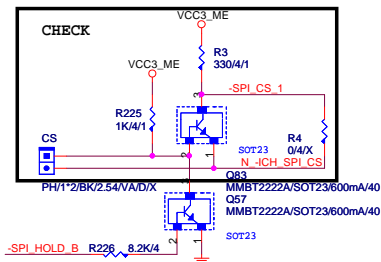 VCC3_ME
CHECK
R3
330/4/1
VCC3_ME
3
-SPI_CS_1
R225
1K/4/1
R4
0/4/X
CS
SOT23
2
1
N_-ICH_SPI_CS
Q83
PH/1*2/BK/2.54/VA/D/X
3
MMBT2222A/SOT23/600mA/40
Q57
MMBT2222A/SOT23/600mA/40
SOT23
-SPI_HOLD_B
R226
8.2K/4
2
1